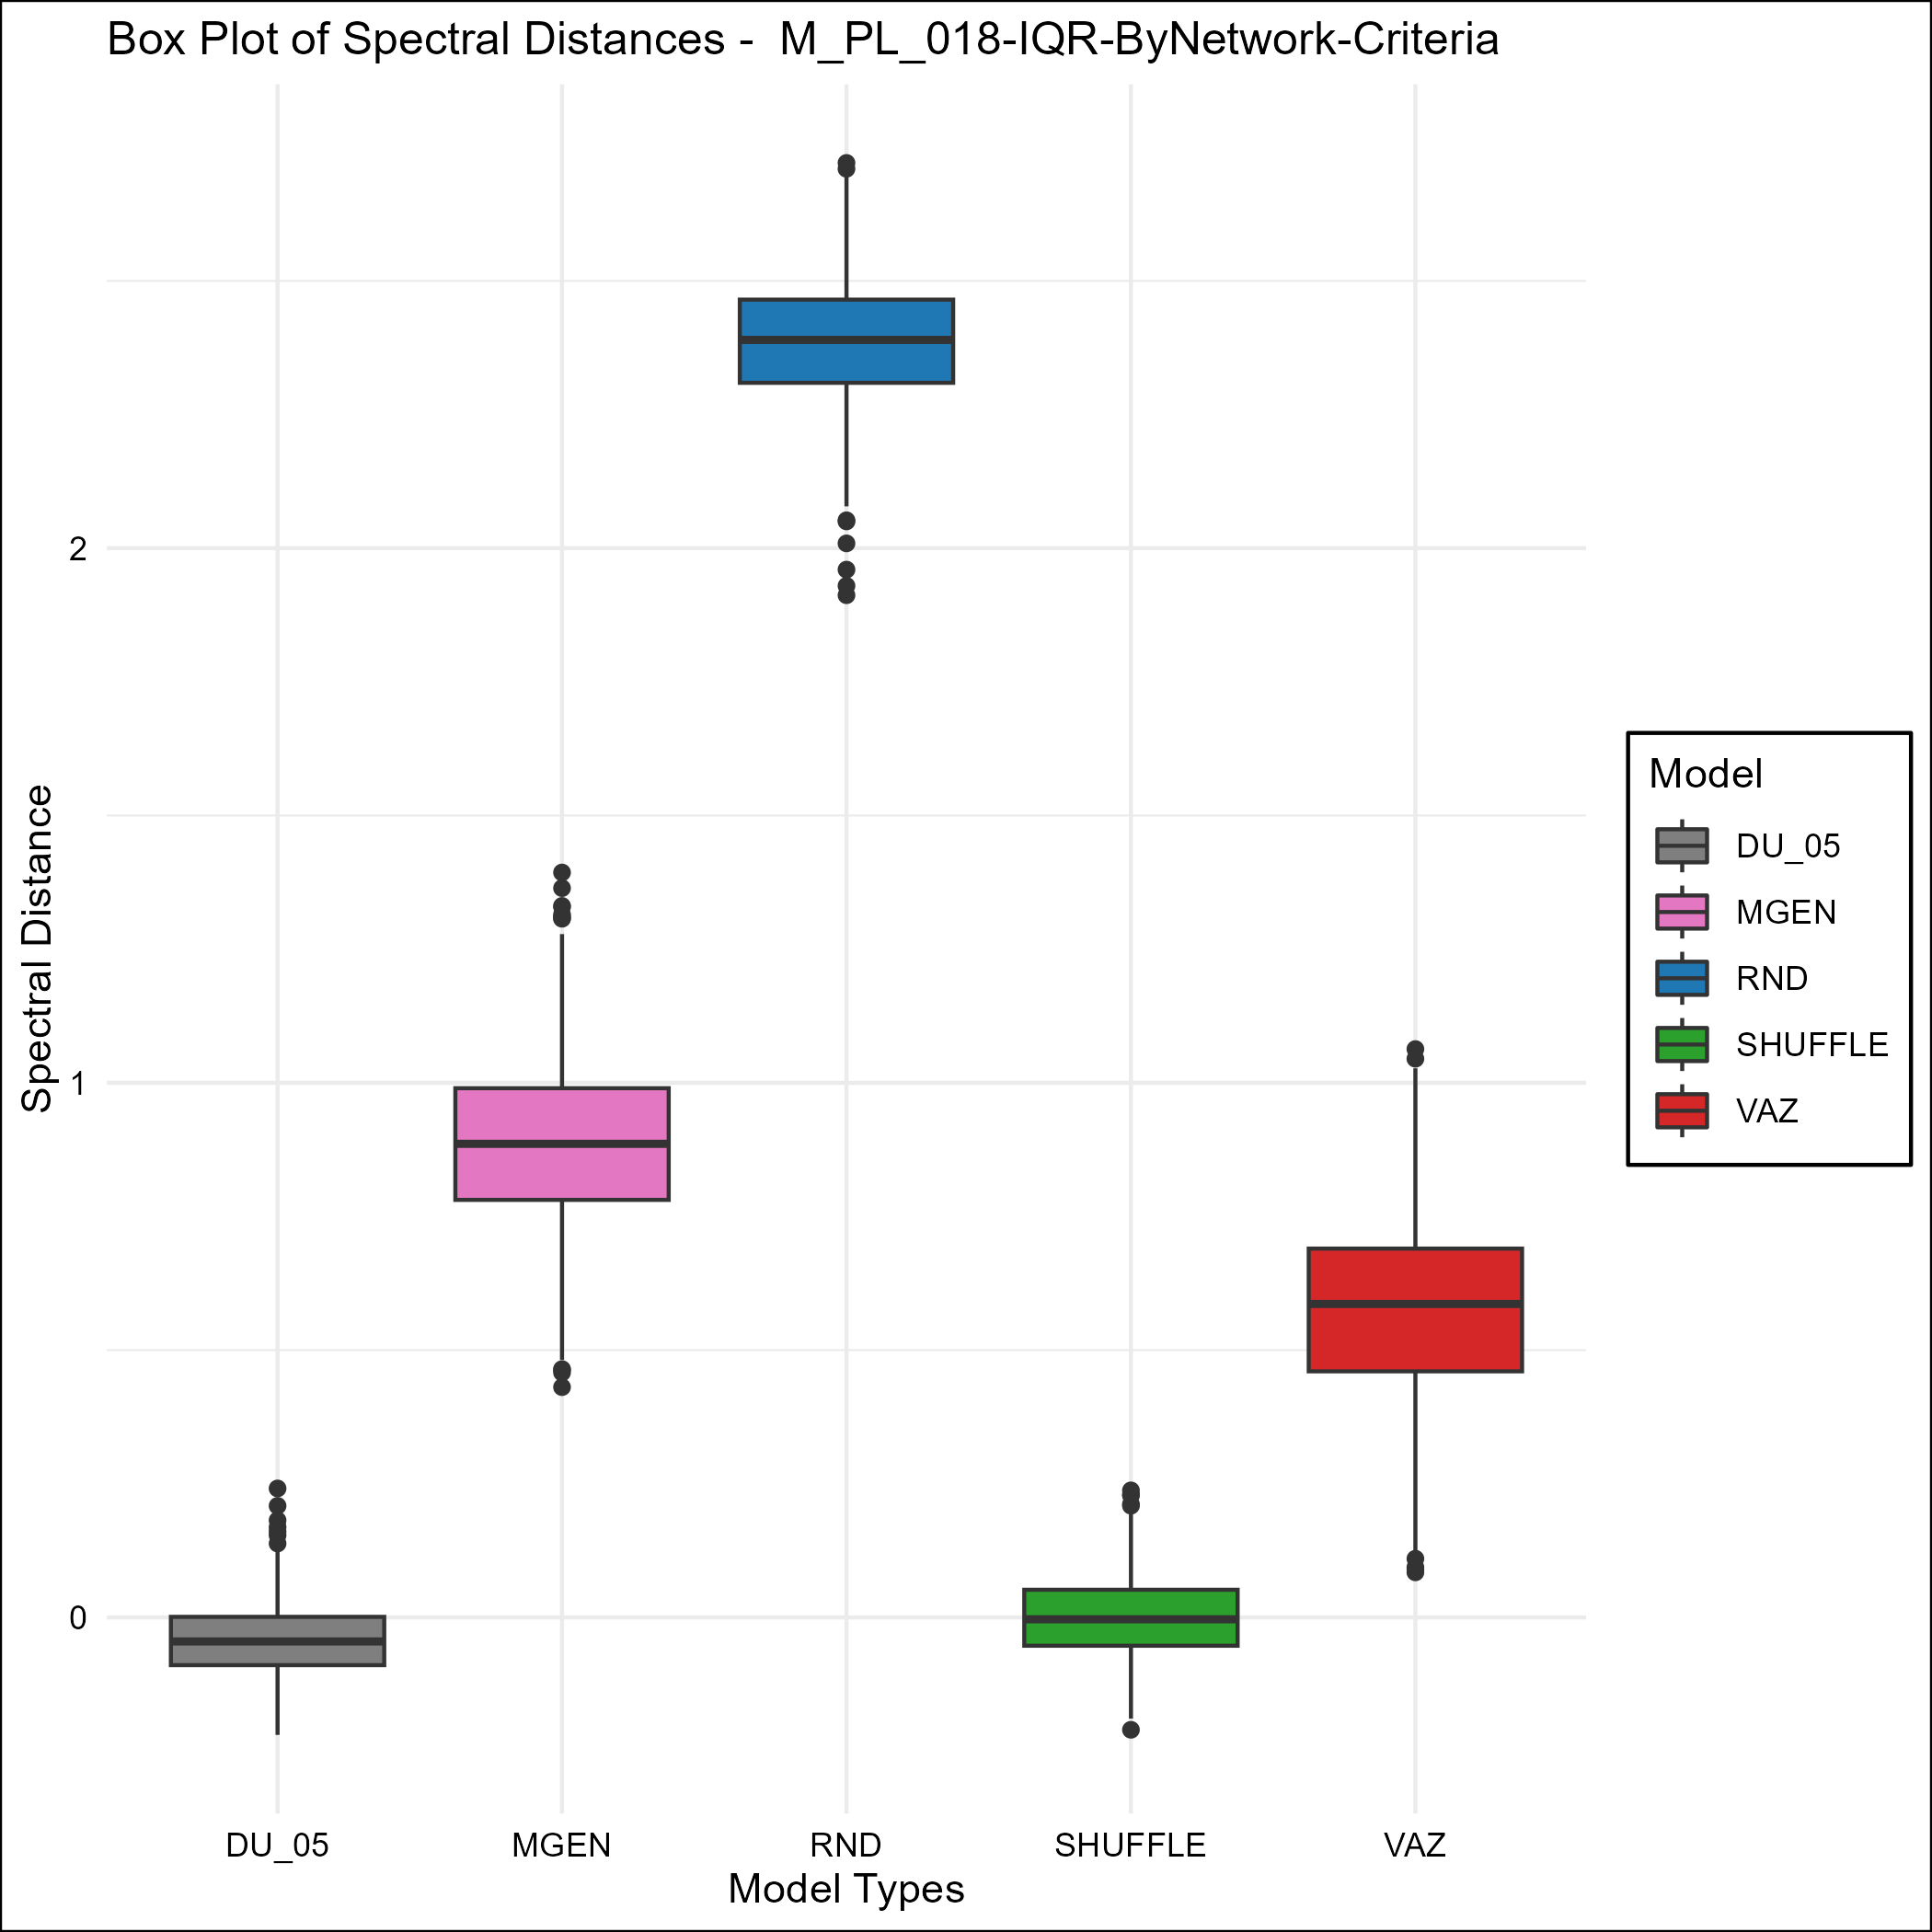 Box Plot of Spectral Distances -  M_PL_018-IQR-ByNetwork-Criteria
Spectral Distance
2
1
0
DU_05
MGEN
RND
SHUFFLE
VAZ
Model Types
Model
DU_05
MGEN
RND
SHUFFLE
VAZ